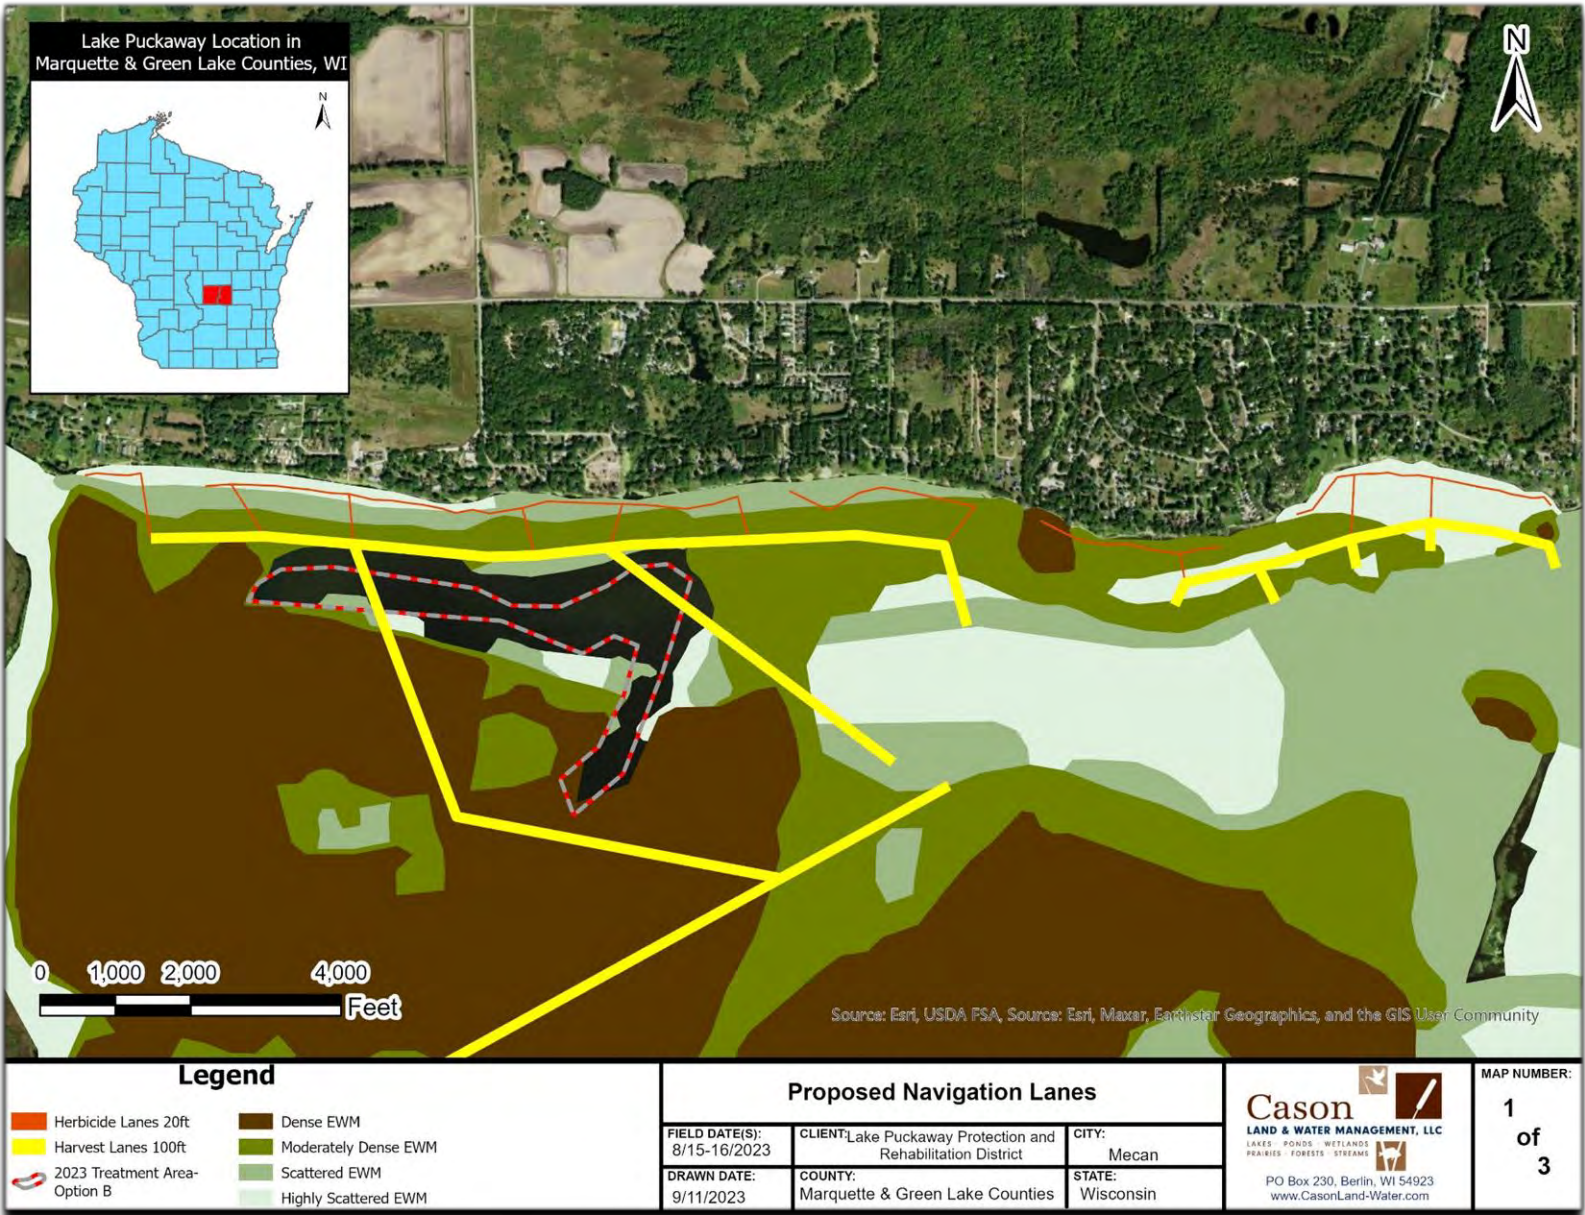 Lake Puckaway Location in
Marquette & Green Lake Counties, WI
N
N
0 1,000 2,000 4,000
Feet
Source: Esri, USDA FSA, Source: Esri, Maxar, Earthstar Geographics, and the GIS User Community
Legend
Herbicide Lanes 20ft
Harvest Lanes 100ft
2023 Treatment Area-
Option B
Dense EWM
Moderately Dense EWM
Scattered EWM
Highly Scattered EWM
Proposed Navigation Lanes
FIELD DATE(S):
8/15-16/2023
CLIENT: Lake Puckaway Protection and
Rehabilitation District
CITY:
Mecan
DRAWN DATE:
9/11/2023
COUNTY:
Marquette & Green Lake Counties
STATE:
Wisconsin
Cason
LAND & WATER MANAGEMENT, LLC
LAKES · PONDS · WETLANDS
PRAIRIES · FORESTS · STREAMS
PO Box 230, Berlin, WI 54923
www.CasonLand-Water.com
MAP NUMBER:
1
of
3